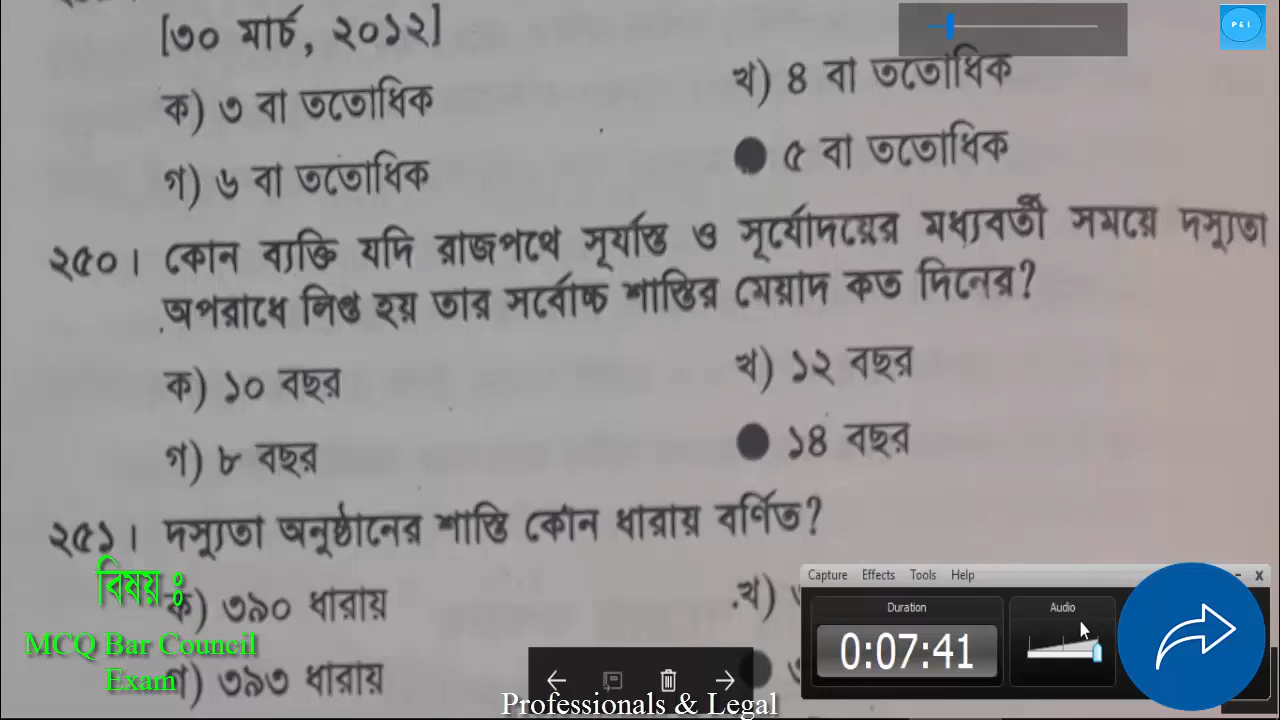 [৩০ মার্চ, ২০১২]
ক) ৩ বা ততোধিক
খ) ৪ বা ততোধিক
গ) ৬ বা ততোধিক
৫ বা ততোধিক
২৫০। কোন ব্যক্তি যদি রাজপথে সূর্যাস্ত ও সূর্যোদয়ের মধ্যবর্তী সময়ে দস্যুতা
অপরাধে লিপ্ত হয় তার সর্বোচ্চ শাস্তির মেয়াদ কত দিনের?
ক) ১০ বছর
খ) ১২ বছর
গ) ৮ বছর
১৪ বছর
২৫১। দস্যুতা অনুষ্ঠানের শাস্তি কোন ধারায় বর্ণিত?
ক) ৩৯০ ধারায়
খ)
গ) ৩৯৩ ধারায়
বিষয় ঃ
MCQ Bar Council
Exam
Professionals & Legal
Capture Effects Tools Help
Duration
Audio
0:07:41
P & L